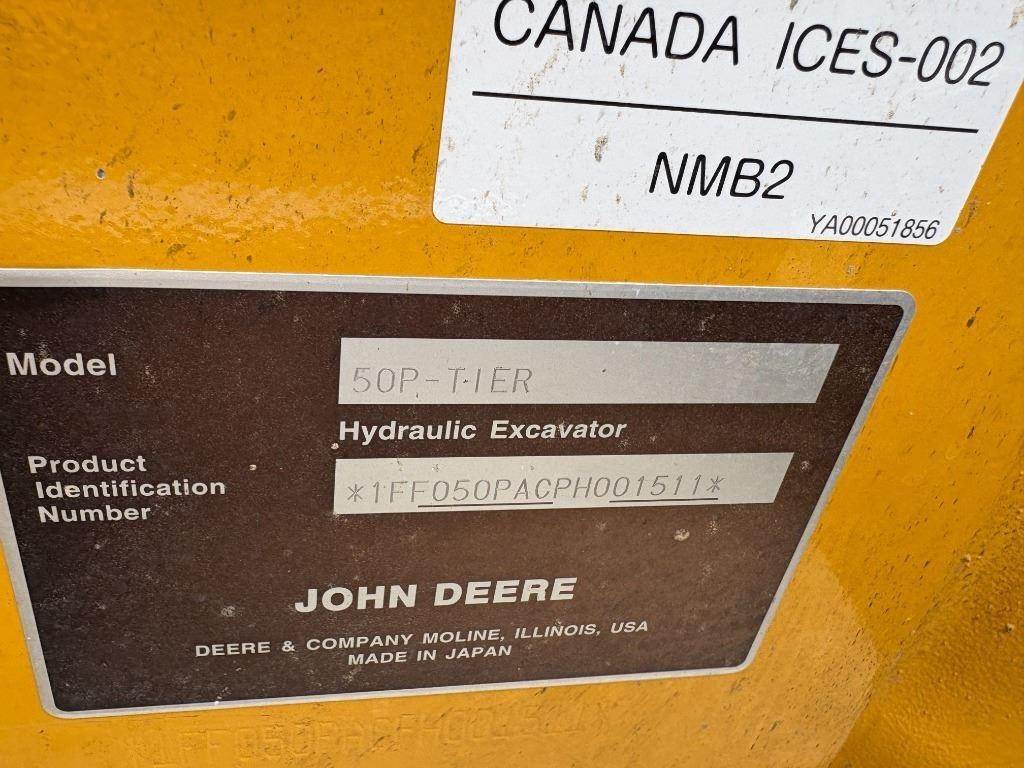 CANADA ICES-002
NMB2
YA00051856
Model
50P-TIER
Hydraulic Excavator
Product
Identification
Number
*1FF050PACPH001511*
JOHN DEERE
DEERE & COMPANY MOLINE, ILLINOIS, USA
MADE IN JAPAN